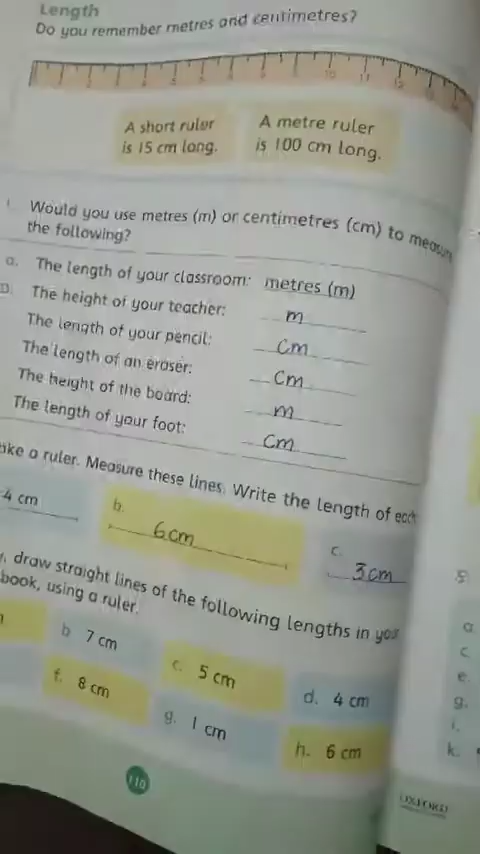 Length
Do you remember metres and centimetres?
A short ruler
is 15 cm long.
A metre ruler
is 100 cm long.
Would you use metres (m) or centimetres (cm) to measure
the following?
a. The length of your classroom: metres (m)
The height of your teacher: m
The length of your pencil: cm
The length of an eraser: cm
The height of the board: m
The length of your foot: cm
a ruler. Measure these lines. Write the length of each
4 cm
b. 6cm
c. 3cm
draw straight lines of the following lengths in your
book, using a ruler.
b 7 cm
c. 5 cm
d. 4 cm
f. 8 cm
g. 1 cm
h. 6 cm
110
a
c
e.
g.
i.
k.
OXFORD